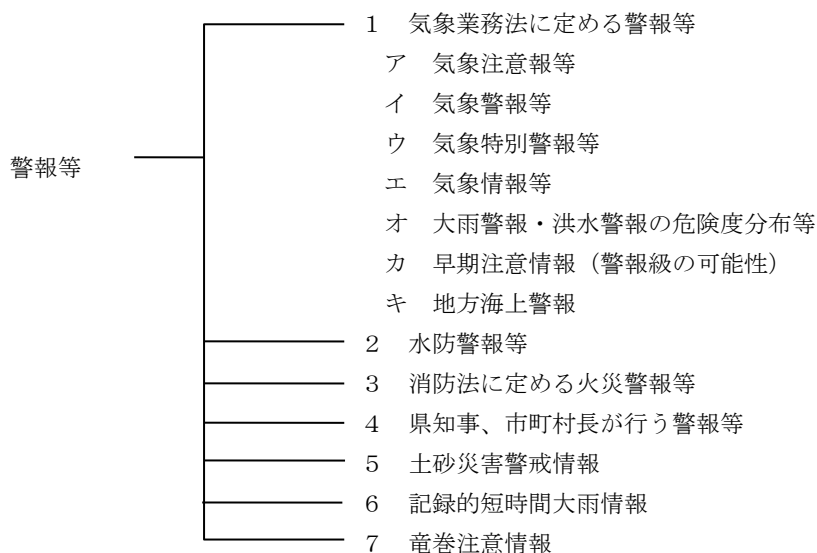 警報等
1 気象業務法に定める警報等
ア 気象注意報等
イ 気象警報等
ウ 気象特別警報等
エ 気象情報等
オ 大雨警報・洪水警報の危険度分布等
カ 早期注意情報（警報級の可能性）
キ 地方海上警報
2 水防警報等
3 消防法に定める火災警報等
4 県知事、市町村長が行う警報等
5 土砂災害警戒情報
6 記録的短時間大雨情報
7 竜巻注意情報